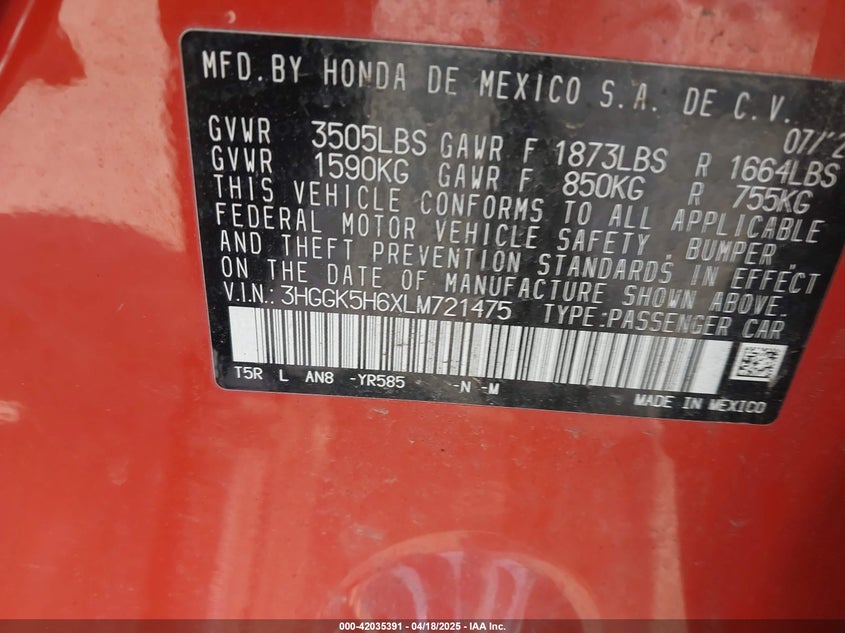 MFD. BY HONDA DE MEXICO S.A. DE C.V.
GVWR 3505LBS GAWR F 1873LBS R 1664LBS
GVWR 1590KG GAWR F 850KG R 755KG
THIS VEHICLE CONFORMS TO ALL APPLICABLE
FEDERAL MOTOR VEHICLE SAFETY, BUMPER,
AND THEFT PREVENTION STANDARDS IN EFFECT
ON THE DATE OF MANUFACTURE SHOWN ABOVE.
V.I.N.: 3HGGK5H6XLM721475 TYPE:PASSENGER CAR
T5R L AN8 -YR585 -N -M
MADE IN MEXICO
000-42035391 - 04/18/2025 - IAA Inc.